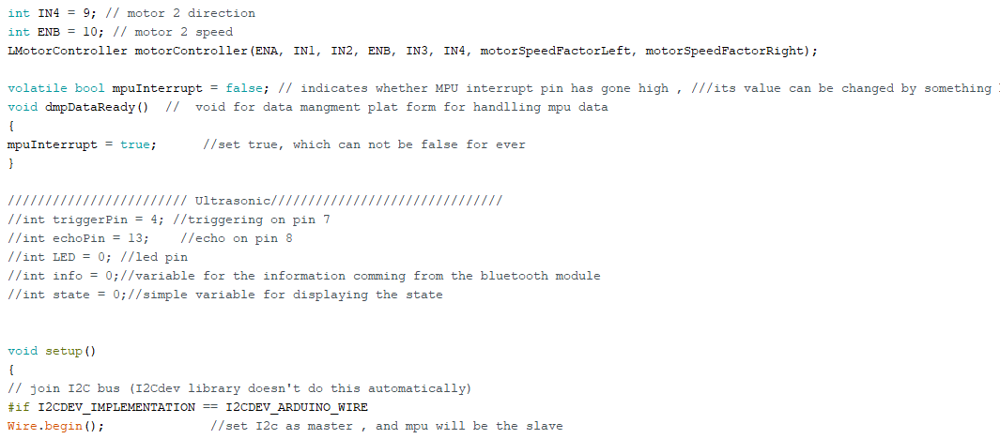 int IN4 = 9; // motor 2 direction
int ENB = 10; // motor 2 speed
LMotorController motorController(ENA, IN1, IN2, ENB, IN3, IN4, motorSpeedFactorLeft, motorSpeedFactorRight);
volatile bool mpuInterrupt = false; // indicates whether MPU interrupt pin has gone high , ///its value can be changed by something
void dmpDataReady() // void for data mangment plat form for handlling mpu data
{
mpuInterrupt = true; //set true, which can not be false for ever
}
//////////////////////// Ultrasonic///////////////////////////////
//int triggerPin = 4; //triggering on pin 7
//int echoPin = 13; //echo on pin 8
//int LED = 0; //led pin
//int info = 0;//variable for the information comming from the bluetooth module
//int state = 0;//simple variable for displaying the state
void setup()
{
// join I2C bus (I2Cdev library doesn't do this automatically)
#if I2CDEV_IMPLEMENTATION == I2CDEV_ARDUINO_WIRE
Wire.begin(); //set I2c as master , and mpu will be the slave